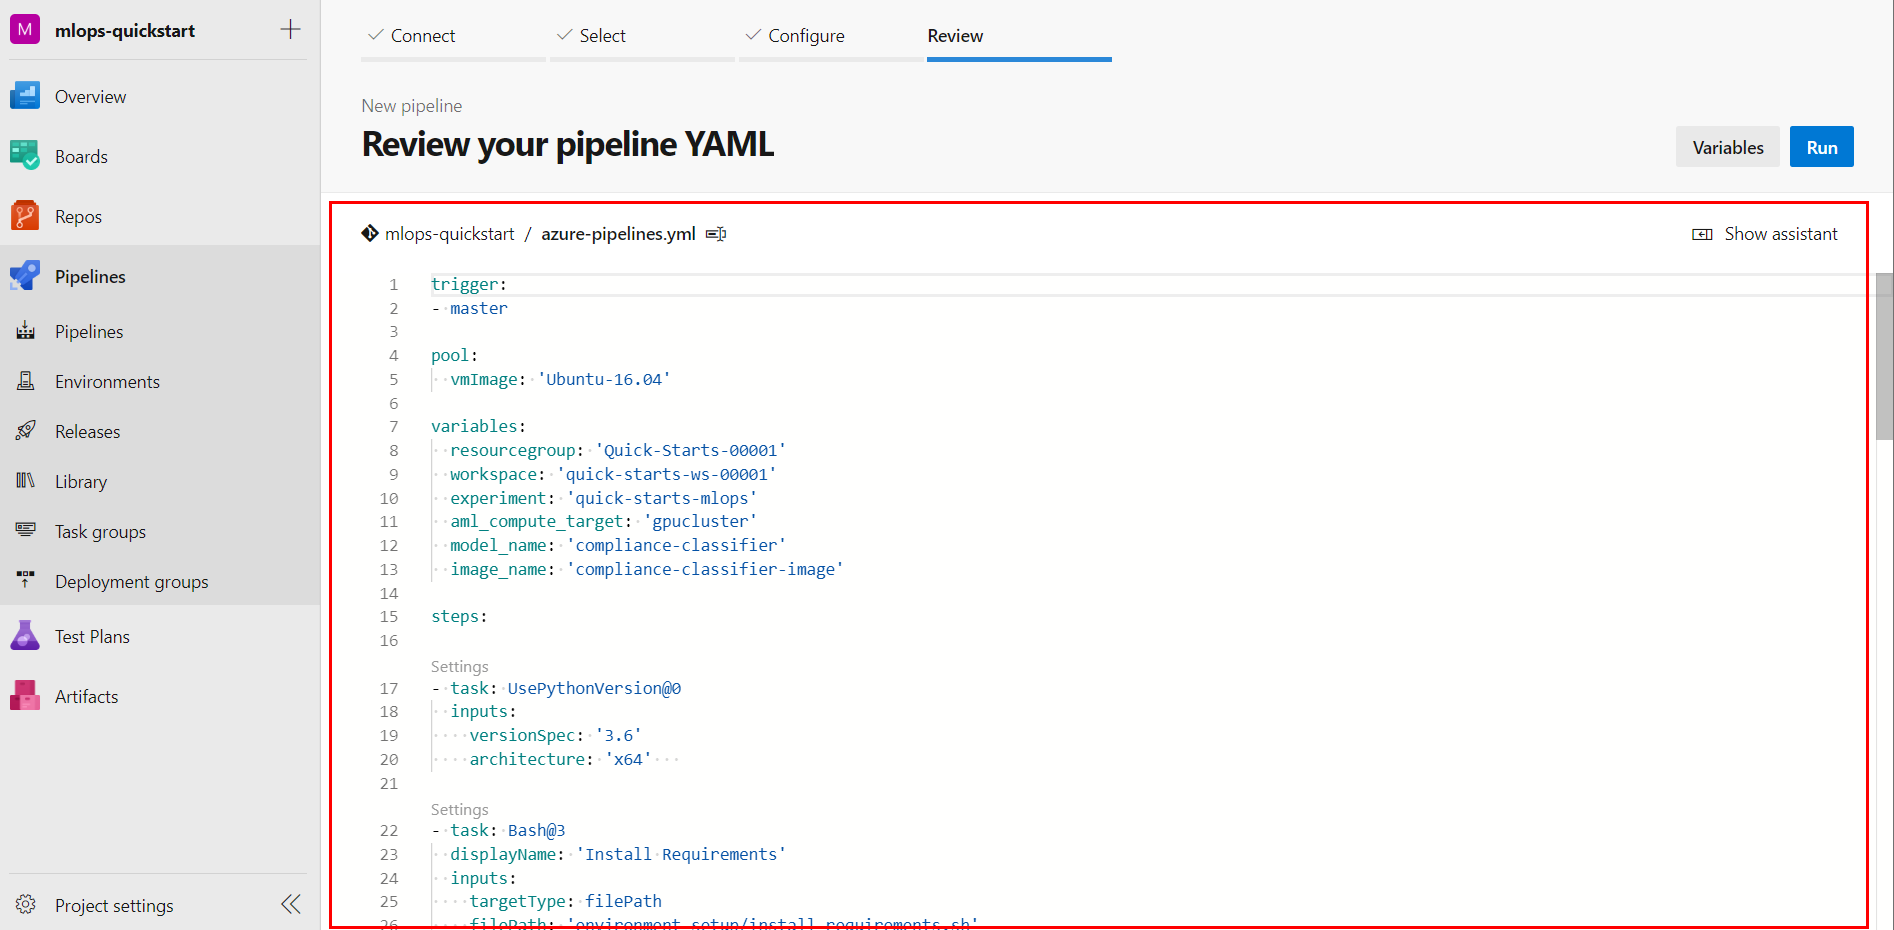 M mlops-quickstart
Overview
Boards
Repos
Pipelines
Pipelines
Environments
Releases
Library
Task groups
Deployment groups
Test Plans
Artifacts
Project settings
Connect Select Configure Review
New pipeline
Review your pipeline YAML
Variables Run
mlops-quickstart / azure-pipelines.yml
Show assistant
1 trigger:
2 - master
3
4 pool:
5 vmImage: 'Ubuntu-16.04'
6
7 variables:
8 resourcegroup: 'Quick-Starts-00001'
9 workspace: 'quick-starts-ws-00001'
10 experiment: 'quick-starts-mlops'
11 aml_compute_target: 'gpucluster'
12 model_name: 'compliance-classifier'
13 image_name: 'compliance-classifier-image'
14
15 steps:
16
Settings
17 - task: UsePythonVersion@0
18 inputs:
19 versionSpec: '3.6'
20 architecture: 'x64'
21
Settings
22 - task: Bash@3
23 displayName: 'Install Requirements'
24 inputs:
25 targetType: filePath
26 filePath: 'environment_setup/install_requirements.sh'